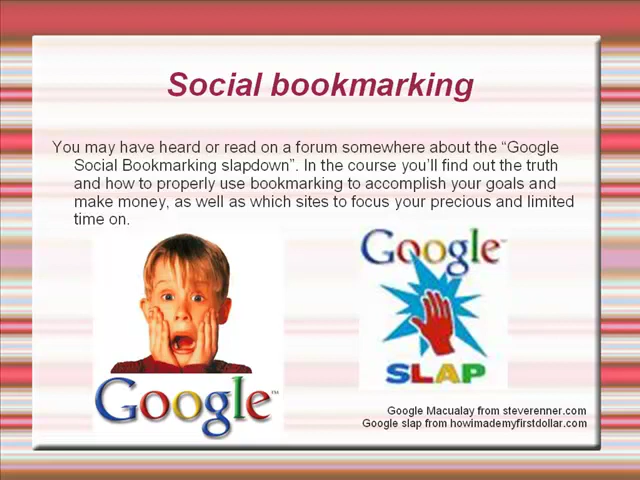 Social bookmarking
You may have heard or read on a forum somewhere about the “Google
Social Bookmarking slapdown”. In the course you’ll find out the truth
and how to properly use bookmarking to accomplish your goals and
make money, as well as which sites to focus your precious and limited
time on.
Google™
SLAP
Google™
Google Macualay from steverenner.com
Google slap from howimademyfirstdollar.com